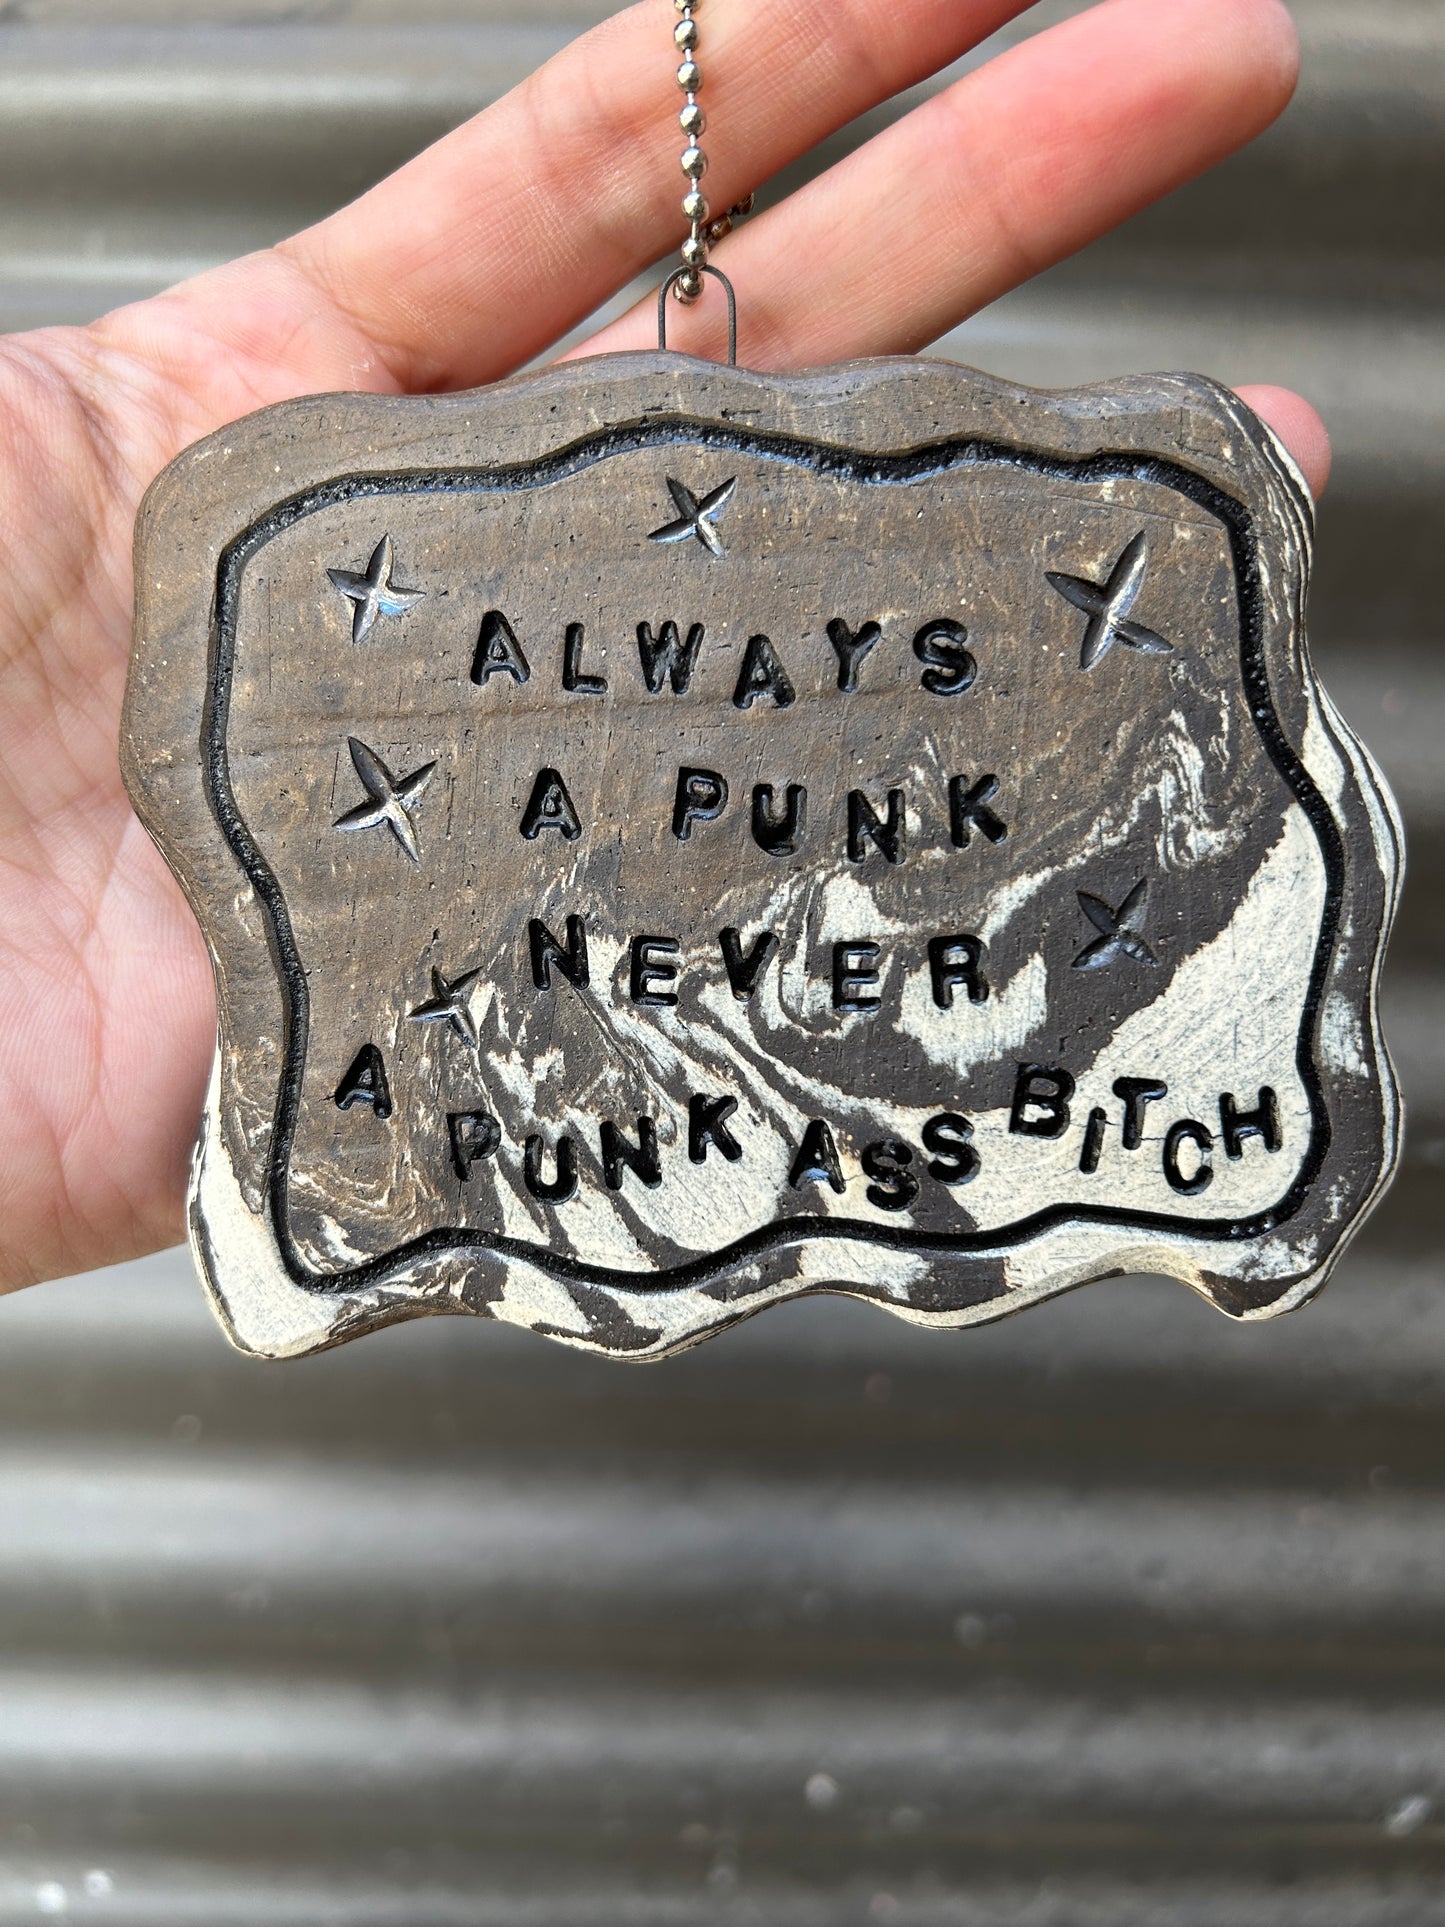 ALWAYS
A PUNK
NEVER
A PUNK ASS BITCH